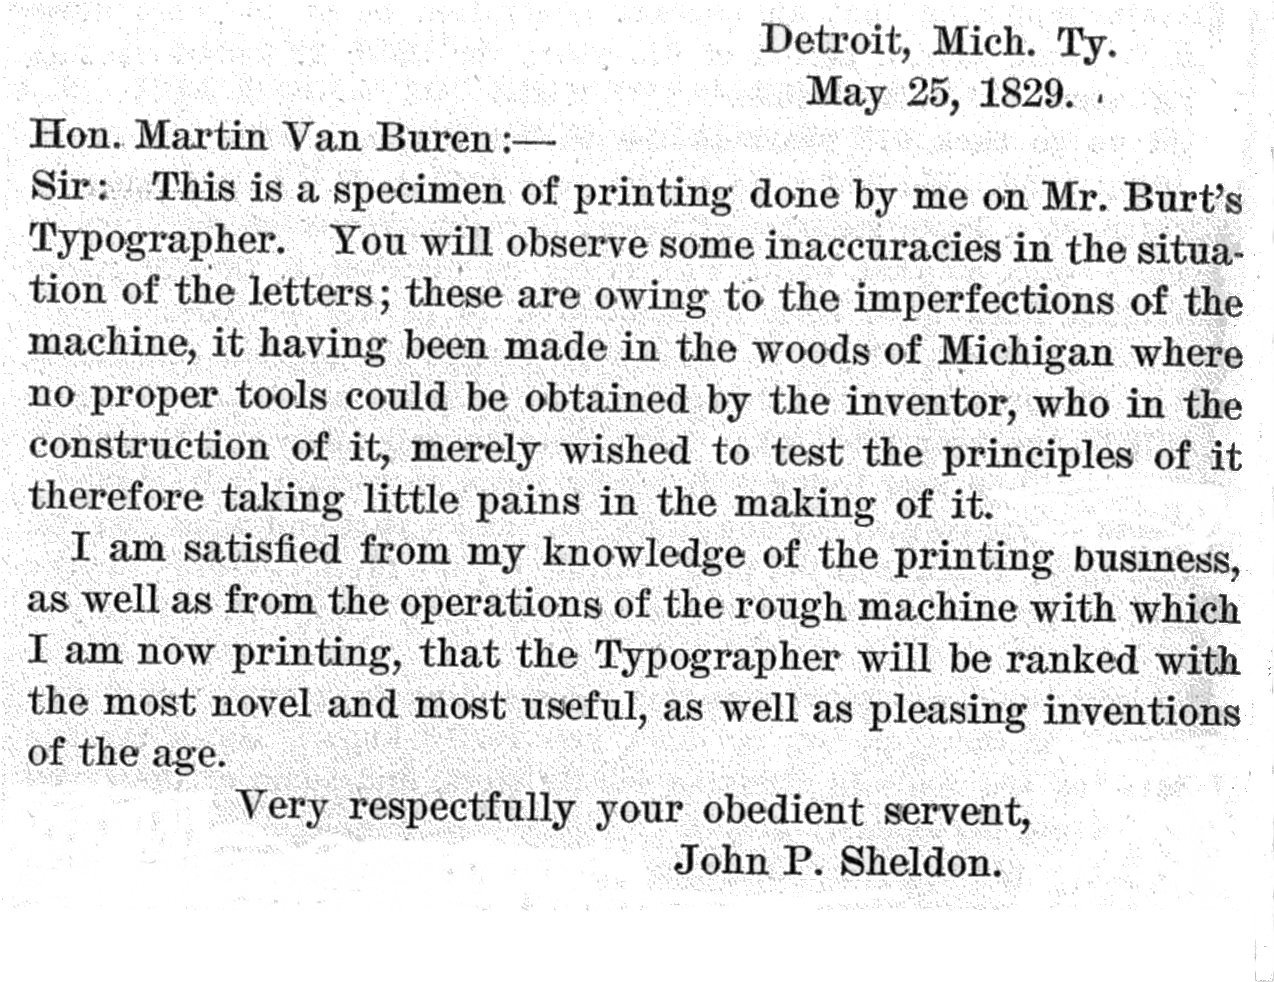 Detroit, Mich. Ty.
May 25, 1829.
Hon. Martin Van Buren:—
Sir: This is a specimen of printing done by me on Mr. Burt's
Typographer. You will observe some inaccuracies in the situa-
tion of the letters; these are owing to the imperfections of the
machine, it having been made in the woods of Michigan where
no proper tools could be obtained by the inventor, who in the
construction of it, merely wished to test the principles of it
therefore taking little pains in the making of it.
I am satisfied from my knowledge of the printing business,
as well as from the operations of the rough machine with which
I am now printing, that the Typographer will be ranked with
the most novel and most useful, as well as pleasing inventions
of the age.
Very respectfully your obedient servent,
John P. Sheldon.